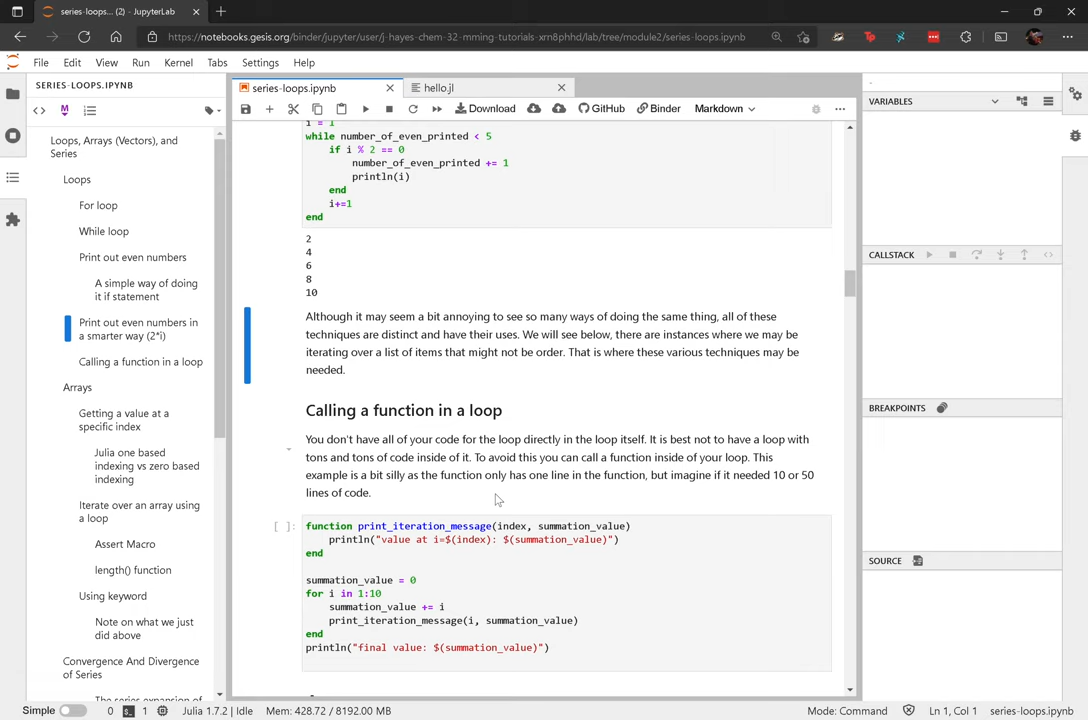 series-loops... (2) - JupyterLab
https://notebooks.gesis.org/binder/jupyter/user/j-hayes-chem-32-mming-tutorials-xrn8phhd/lab/tree/module2/series-loops.ipynb
File Edit View Run Kernel Tabs Settings Help
SERIES-LOOPS.IPYNB
Loops, Arrays (Vectors), and
Series
Loops
For loop
While loop
Print out even numbers
A simple way of doing
it if statement
Print out even numbers in
a smarter way (2*i)
Calling a function in a loop
Arrays
Getting a value at a
specific index
Julia one based
indexing vs zero based
indexing
Iterate over an array using
a loop
Assert Macro
length() function
Using keyword
Note on what we just
did above
Convergence And Divergence
of Series
The series expansion of
series-loops.ipynb
hello.jl
Download GitHub Binder Markdown
i = 1
while number_of_even_printed < 5
if i % 2 == 0
number_of_even_printed += 1
println(i)
end
i+=1
end
2
4
6
8
10
Although it may seem a bit annoying to see so many ways of doing the same thing, all of these
techniques are distinct and have their uses. We will see below, there are instances where we may be
iterating over a list of items that might not be order. That is where these various techniques may be
needed.
Calling a function in a loop
You don't have all of your code for the loop directly in the loop itself. It is best not to have a loop with
tons and tons of code inside of it. To avoid this you can call a function inside of your loop. This
example is a bit silly as the function only has one line in the function, but imagine if it needed 10 or 50
lines of code.
[ ]:
function print_iteration_message(index, summation_value)
println("value at i=$(index): $(summation_value)")
end
summation_value = 0
for i in 1:10
summation_value += i
print_iteration_message(i, summation_value)
end
println("final value: $(summation_value)")
VARIABLES
CALLSTACK
BREAKPOINTS
SOURCE
Simple 0 1 Julia 1.7.2 | Idle Mem: 428.72 / 8192.00 MB Mode: Command Ln 1, Col 1 series-loops.ipynb